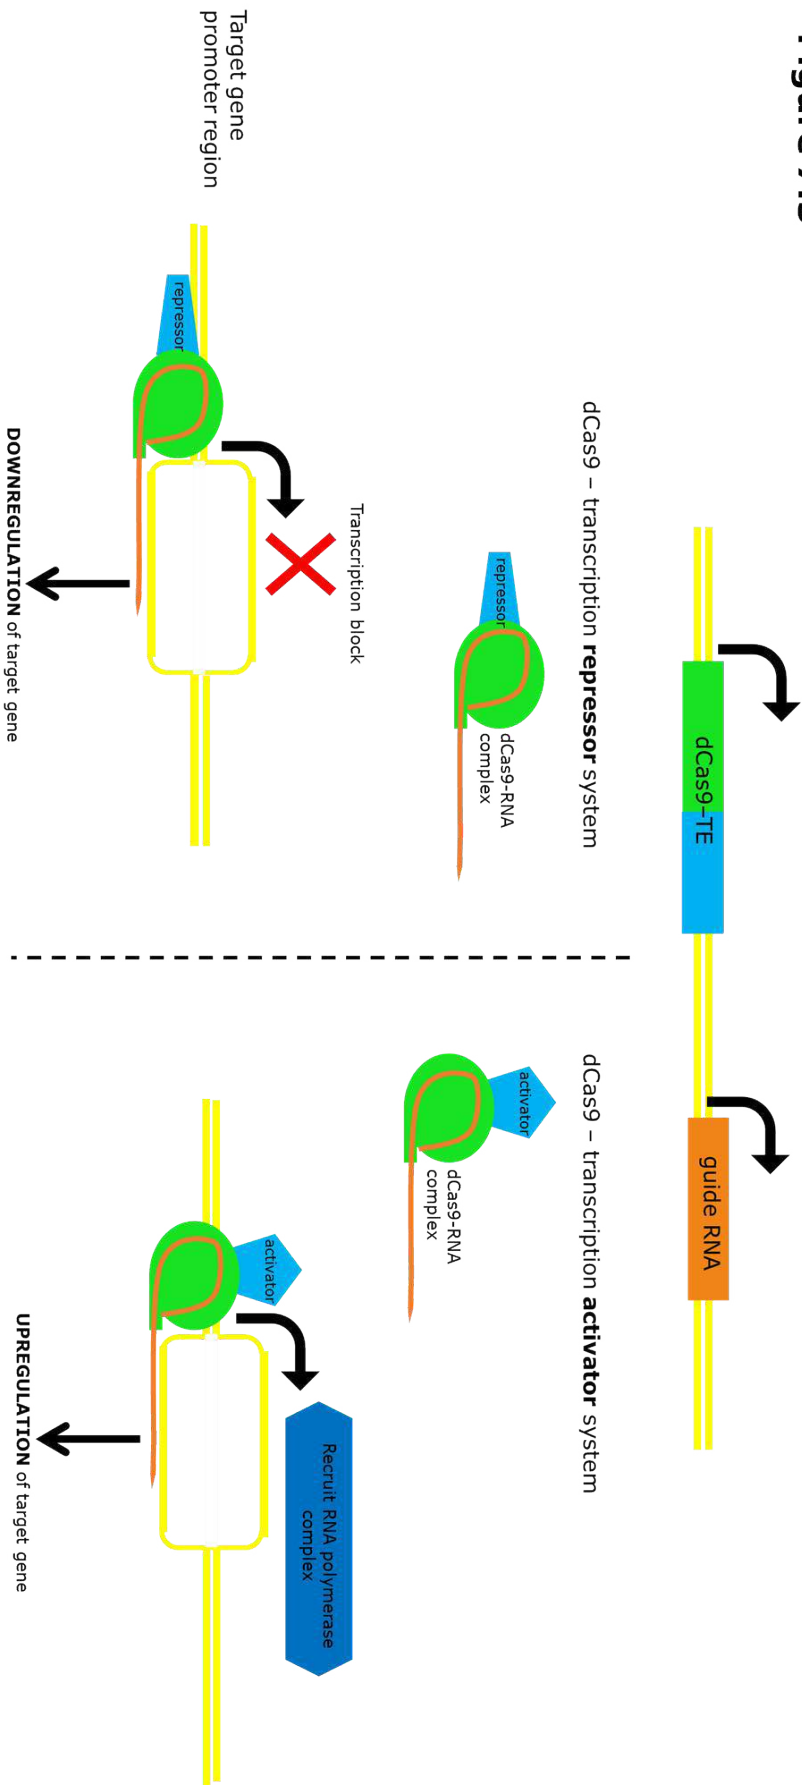 dCas9–TE
guide RNA
dCas9 – transcription repressor system
repressor
dCas9-RNA
complex
Transcription block
Target gene
promoter region
repressor
DOWNREGULATION of target gene
dCas9 – transcription activator system
activator
dCas9-RNA
complex
activator
Recruit RNA polymerase
complex
UPREGULATION of target gene